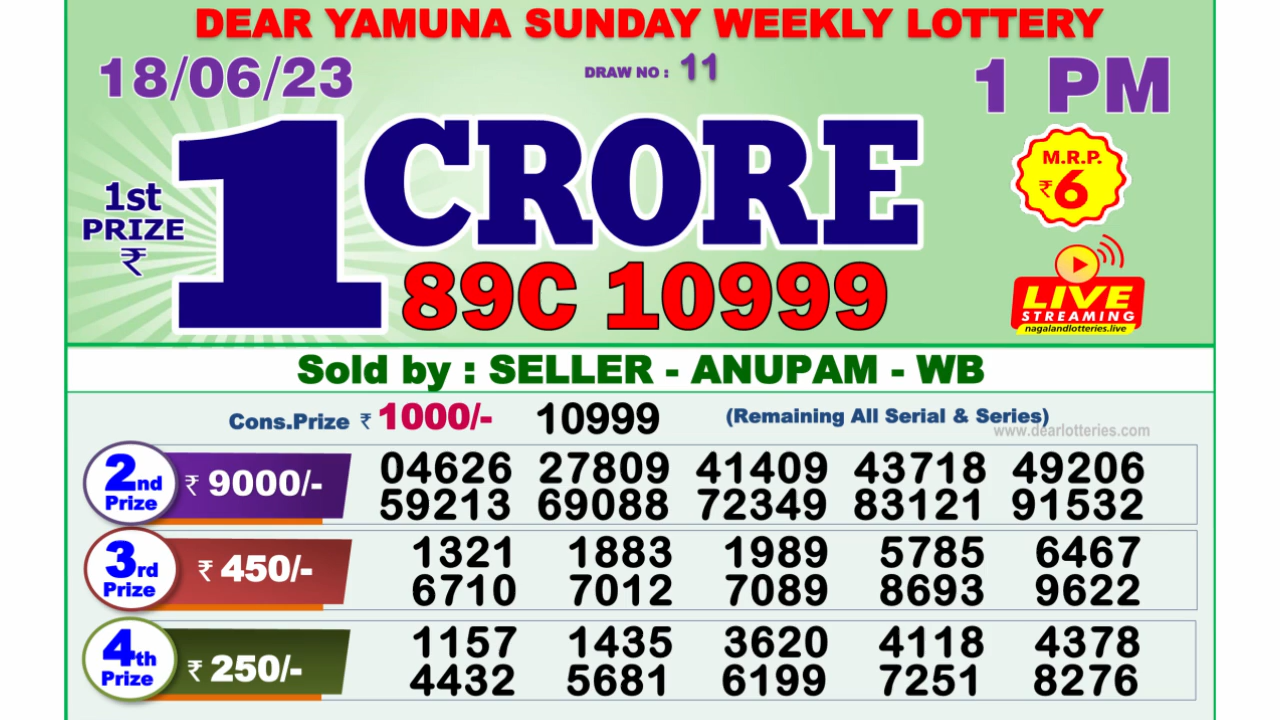 DEAR YAMUNA SUNDAY WEEKLY LOTTERY
18/06/23
DRAW NO : 11
1 PM
1st
PRIZE
₹
1 CRORE
M.R.P.
₹6
89C 10999
LIVE
STREAMING
nagalandlotteries.live
Sold by : SELLER - ANUPAM - WB
Cons.Prize ₹ 1000/- 10999 (Remaining All Serial & Series)
www.dearlotteries.com
2nd Prize ₹ 9000/-
04626 27809 41409 43718 49206
59213 69088 72349 83121 91532
3rd Prize ₹ 450/-
1321 1883 1989 5785 6467
6710 7012 7089 8693 9622
4th Prize ₹ 250/-
1157 1435 3620 4118 4378
4432 5681 6199 7251 8276